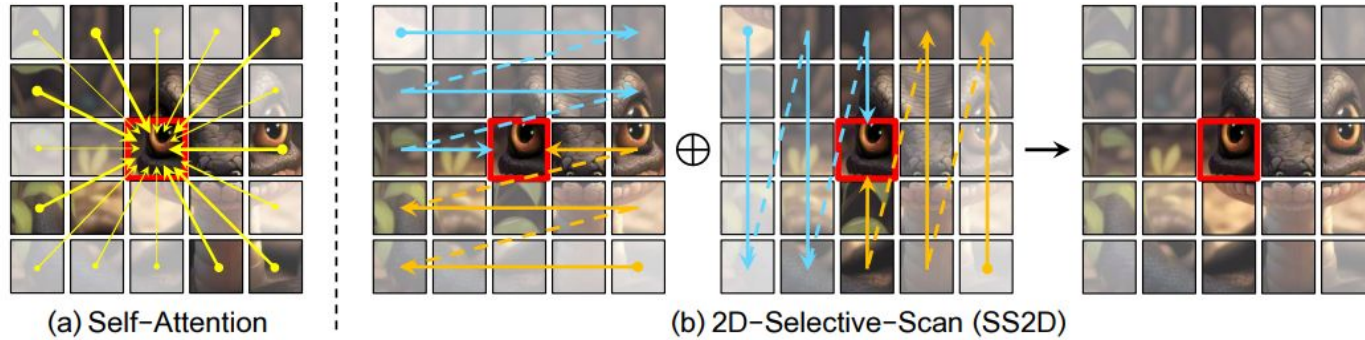 (a) Self-Attention
(b) 2D-Selective-Scan (SS2D)